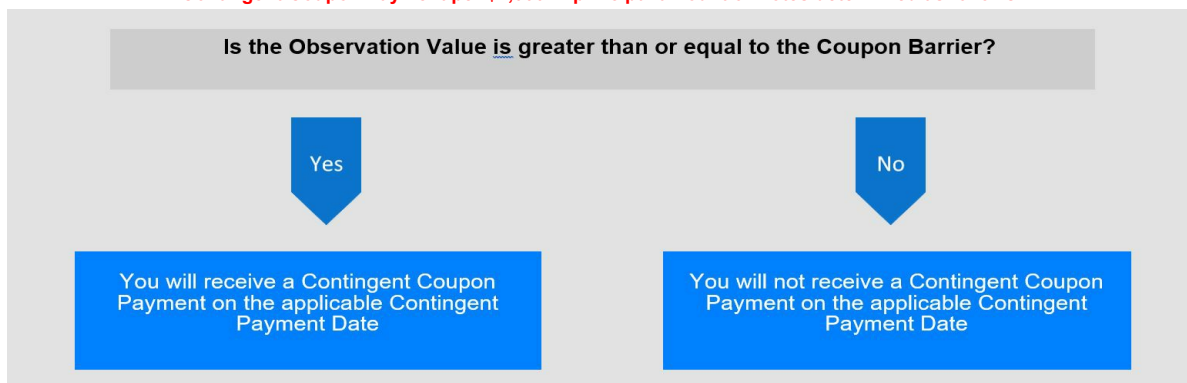 Is the Observation Value is greater than or equal to the Coupon Barrier?
Yes
No
You will receive a Contingent Coupon
Payment on the applicable Contingent
Payment Date
You will not receive a Contingent Coupon
Payment on the applicable Contingent
Payment Date